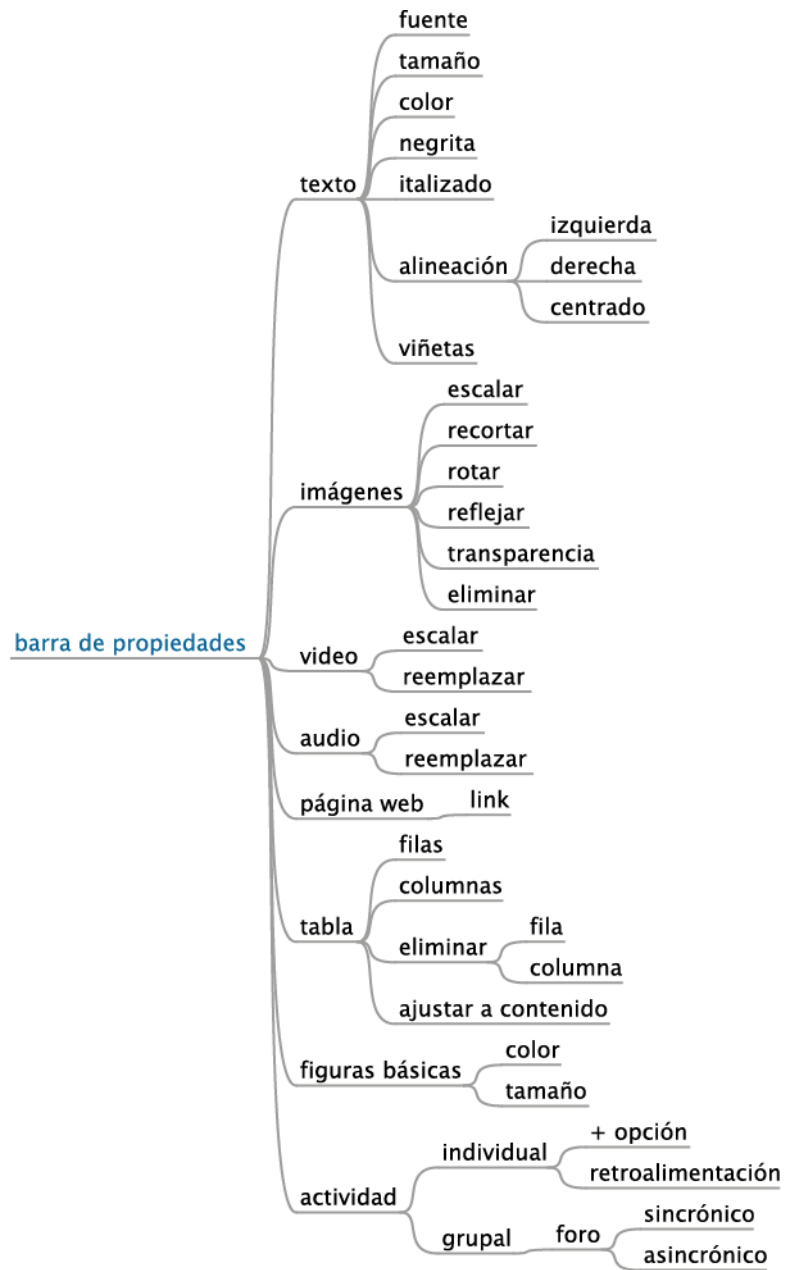 fuente
tamaño
color
negrita
texto
italizado
izquierda
alineación
derecha
centrado
viñetas
escalar
recortar
rotar
imágenes
reflejar
transparencia
eliminar
barra de propiedades
escalar
video
reemplazar
escalar
audio
reemplazar
página web
link
filas
columnas
tabla
fila
eliminar
columna
ajustar a contenido
color
figuras básicas
tamaño
+ opción
individual
retroalimentación
actividad
sincrónico
grupal
foro
asincrónico